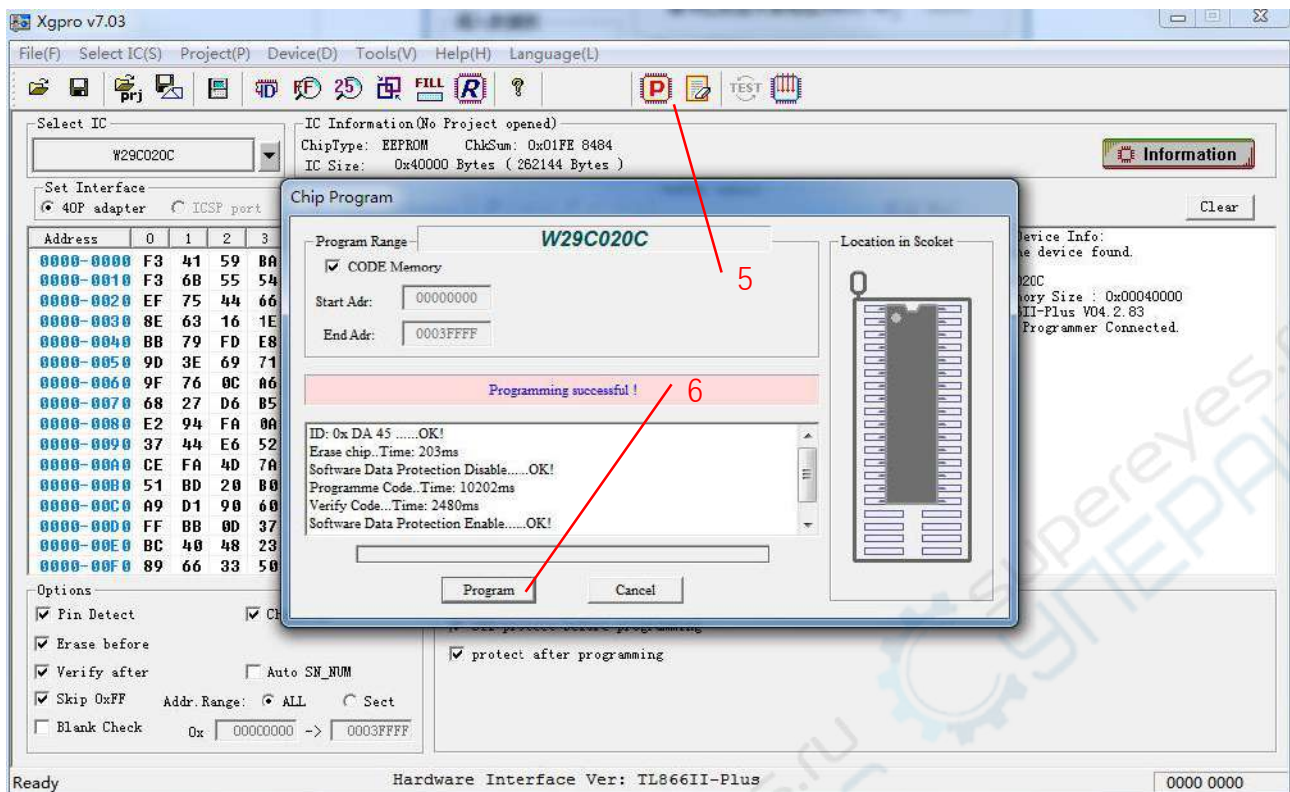 Xgpro v7.03
File(F) Select IC(S) Project(P) Device(D) Tools(V) Help(H) Language(L)
prj FILL R ? P TEST
Select IC
W29C020C
IC Information(No Project opened)
ChipType: EEPROM ChkSum: 0x01FE 8484
IC Size: 0x40000 Bytes ( 262144 Bytes )
Information
Set Interface
40P adapter ICSP port
Clear
Address 0 1 2 3
0000-0000 F3 41 59 BA
0000-0010 F3 6B 55 54
0000-0020 EF 75 44 66
0000-0030 8E 63 16 1E
0000-0040 BB 79 FD E8
0000-0050 9D 3E 69 71
0000-0060 9F 76 0C A6
0000-0070 68 27 D6 B5
0000-0080 E2 94 FA 0A
0000-0090 37 44 E6 52
0000-00A0 CE FA 4D 7A
0000-00B0 51 BD 20 B0
0000-00C0 A9 D1 90 60
0000-00D0 FF BB 0D 37
0000-00E0 BC 40 48 23
0000-00F0 89 66 33 50
Chip Program
Program Range
W29C020C
CODE Memory
Start Adr: 00000000
End Adr: 0003FFFF
5
Programming successful !
6
ID: 0x DA 45 ......OK!
Erase chip..Time: 203ms
Software Data Protection Disable......OK!
Programme Code..Time: 10202ms
Verify Code...Time: 2480ms
Software Data Protection Enable.....OK!
Program Cancel
Location in Scoket
Device Info:
device found.
020C
ory Size : 0x00040000
II-Plus V04.2.83
Programmer Connected.
Options
Pin Detect
Erase before
Verify after Auto SN_NUM
Skip 0xFF Addr.Range: ALL Sect
Blank Check 0x 00000000 -> 0003FFFF
protect before programming
protect after programming
Ready
Hardware Interface Ver: TL866II-Plus
0000 0000
supereyes.ru
СУПЕРАЙС